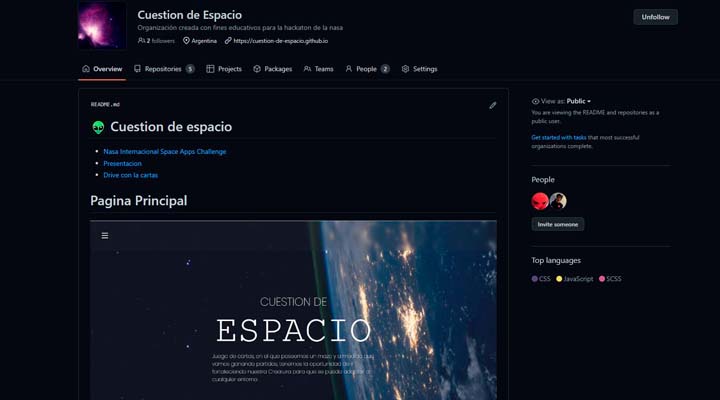 Cuestion de Espacio
Organización creada con fines educativos para la hackaton de la nasa
2 followers Argentina https://cuestion-de-espacio.github.io
Unfollow
Overview Repositories 5 Projects Packages Teams People 2 Settings
README.md
Cuestion de espacio
Nasa Internacional Space Apps Challenge
Presentacion
Drive con la cartas
Pagina Principal
CUESTION DE
ESPACIO
Juego de cartas, en al que poseemos un mazo y a medida que
vamos ganando partidas, tenemos la oportunidad de ir
fortaleciendo nuestra Creatura para que se pueda adaptar a
cualquier entorno.
View as: Public
You are viewing the README and repositories as a
public user.
Get started with tasks that most successful
organizations complete.
People
Invite someone
Top languages
CSS JavaScript SCSS